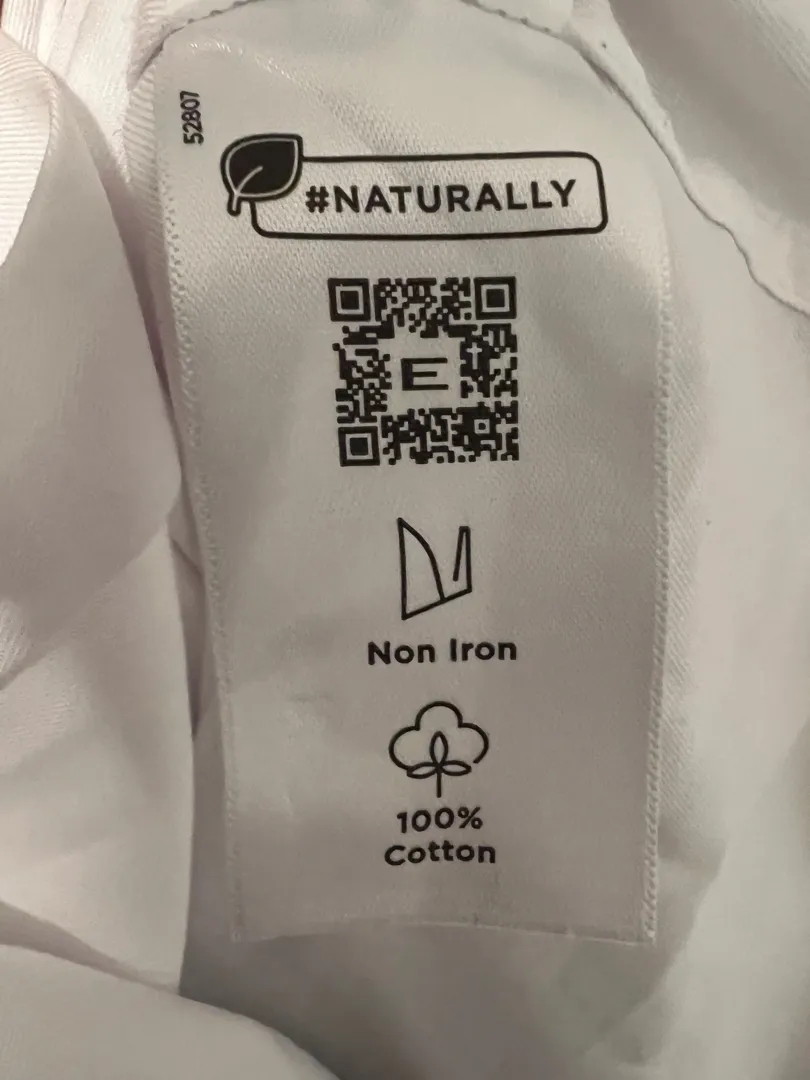 52807
#NATURALLY
E
Non Iron
100%
Cotton